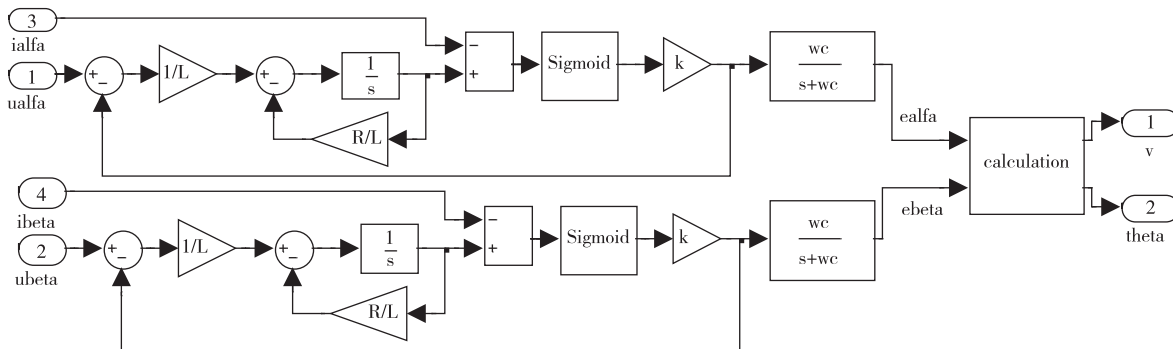 3
ialfa
1
ualfa
+
−
1/L
+
−
1
s
R/L
−
+
Sigmoid
k
wc
s+wc
ealfa
4
ibeta
2
ubeta
+
−
1/L
+
−
1
s
R/L
−
+
Sigmoid
k
wc
s+wc
ebeta
calculation
1
v
2
theta